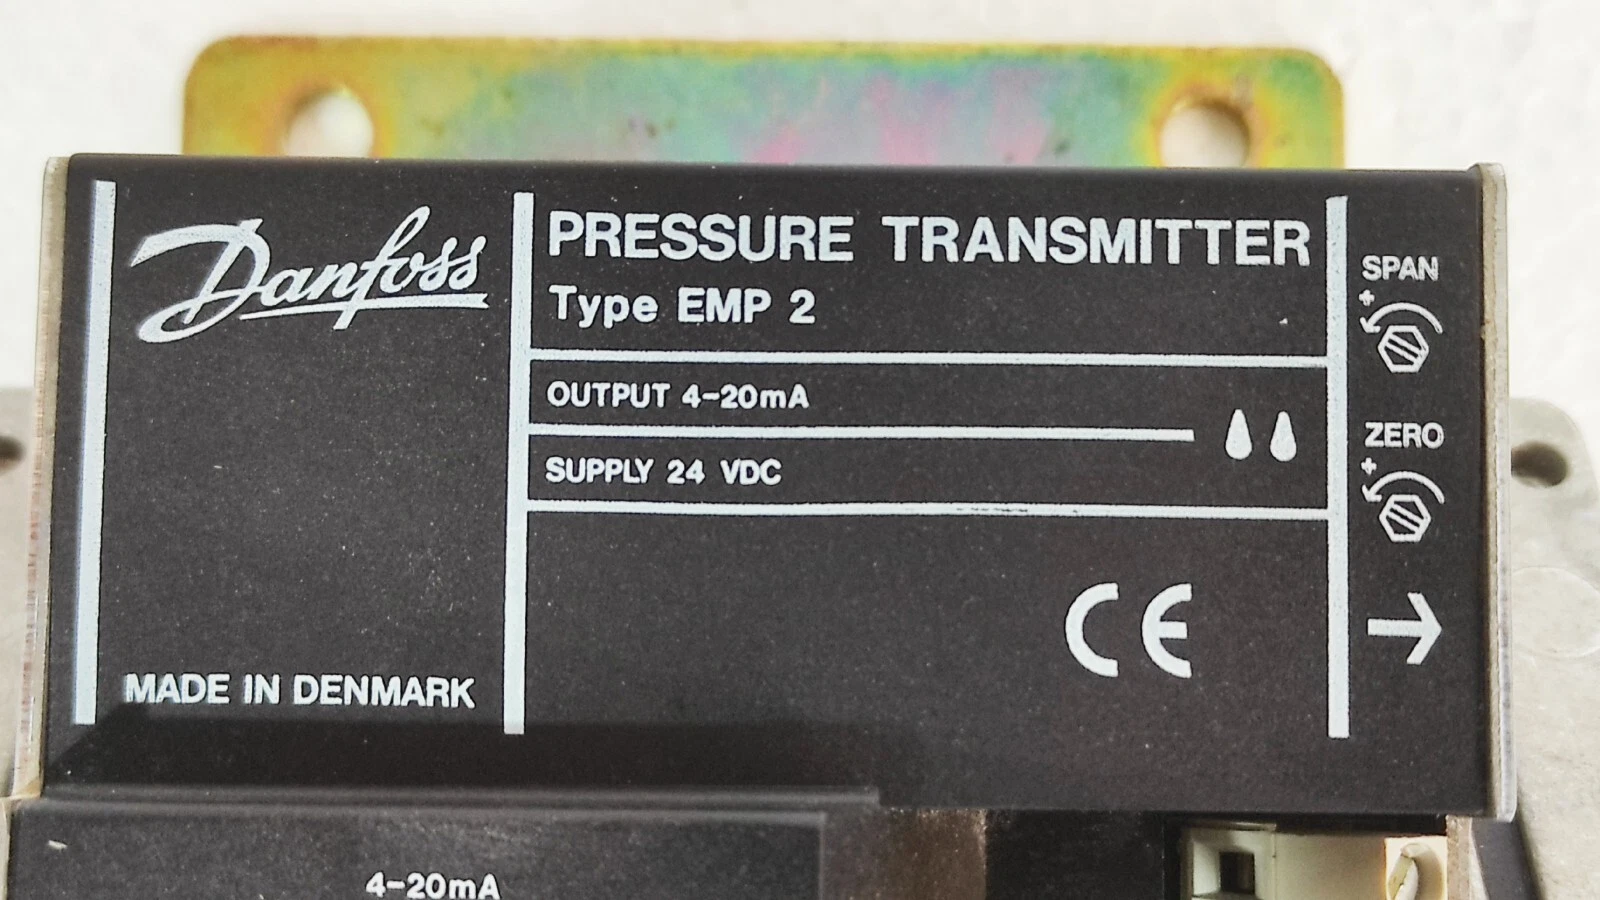 Danfoss
PRESSURE TRANSMITTER
Type EMP 2
OUTPUT 4-20mA
SUPPLY 24 VDC
MADE IN DENMARK
CE
SPAN
+
ZERO
+
4-20mA